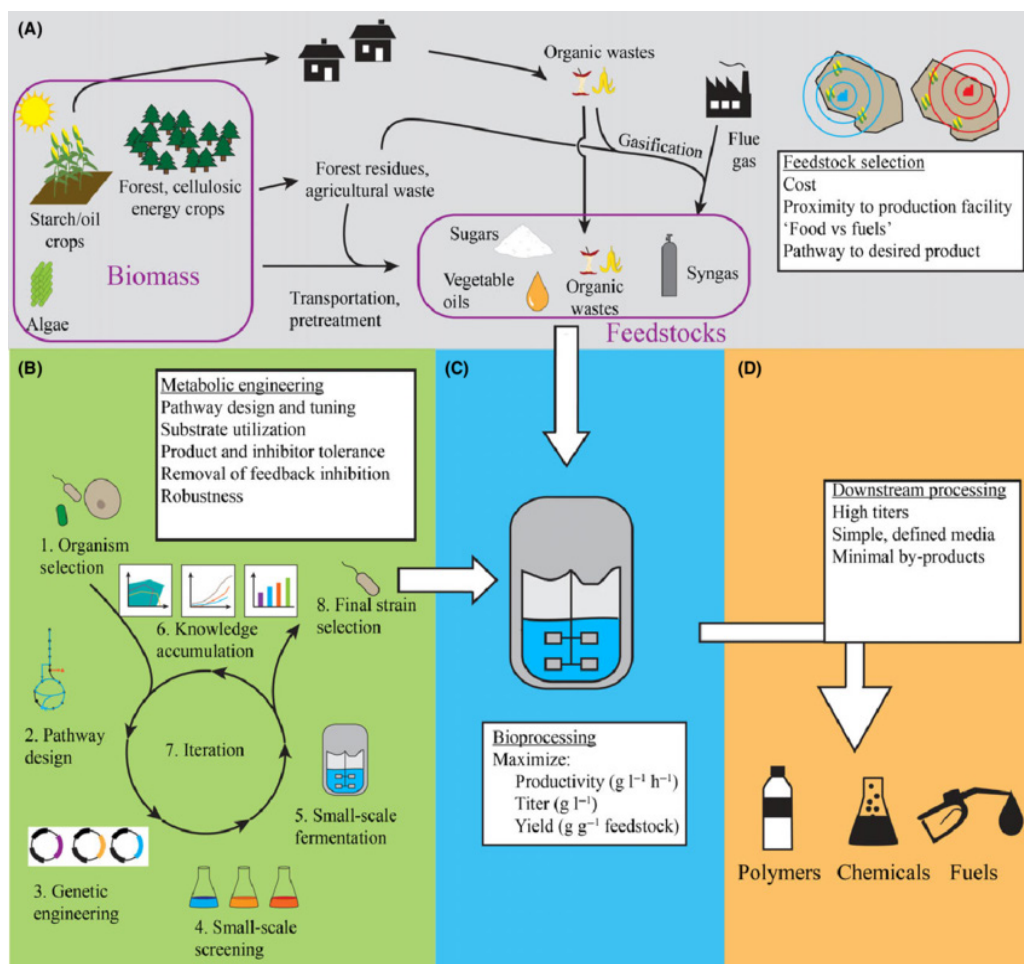 (A)
Organic wastes
Gasification
Flue
gas
Forest, cellulosic
energy crops
Starch/oil
crops
Biomass
Algae
Forest residues,
agricultural waste
Transportation,
pretreatment
Sugars
Vegetable
oils
Organic
wastes
Syngas
Feedstocks
Feedstock selection
Cost
Proximity to production facility
‘Food vs fuels’
Pathway to desired product
(B)
Metabolic engineering
Pathway design and tuning
Substrate utilization
Product and inhibitor tolerance
Removal of feedback inhibition
Robustness
1. Organism
selection
2. Pathway
design
3. Genetic
engineering
4. Small-scale
screening
5. Small-scale
fermentation
6. Knowledge
accumulation
7. Iteration
8. Final strain
selection
(C)
Bioprocessing
Maximize:
Productivity (g l⁻¹ h⁻¹)
Titer (g l⁻¹)
Yield (g g⁻¹ feedstock)
(D)
Downstream processing
High titers
Simple, defined media
Minimal by-products
Polymers
Chemicals
Fuels